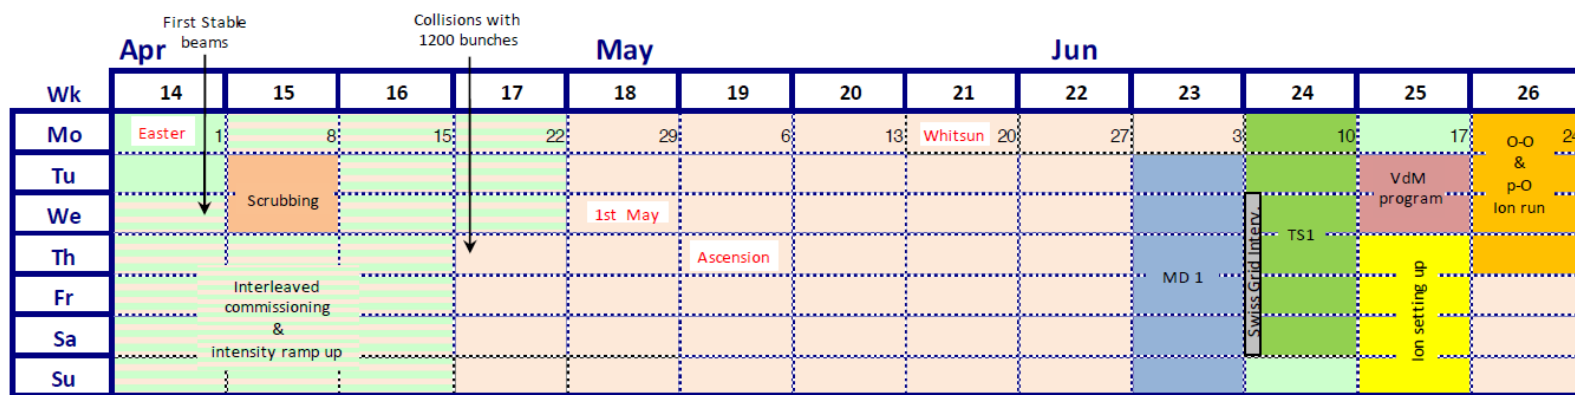 First Stable
beams
Collisions with
1200 bunches
Apr May Jun
Wk 14 15 16 17 18 19 20 21 22 23 24 25 26
Mo Easter 1 8 15 22 29 6 13 Whitsun 20 27 3 10 17 24
Tu
We
Th
Fr
Sa
Su
Scrubbing
Interleaved
commissioning
&
intensity ramp up
1st May
Ascension
MD 1
Swiss Grid Interv.
TS1
VdM
program
Ion setting up
O-O
&
p-O
Ion run